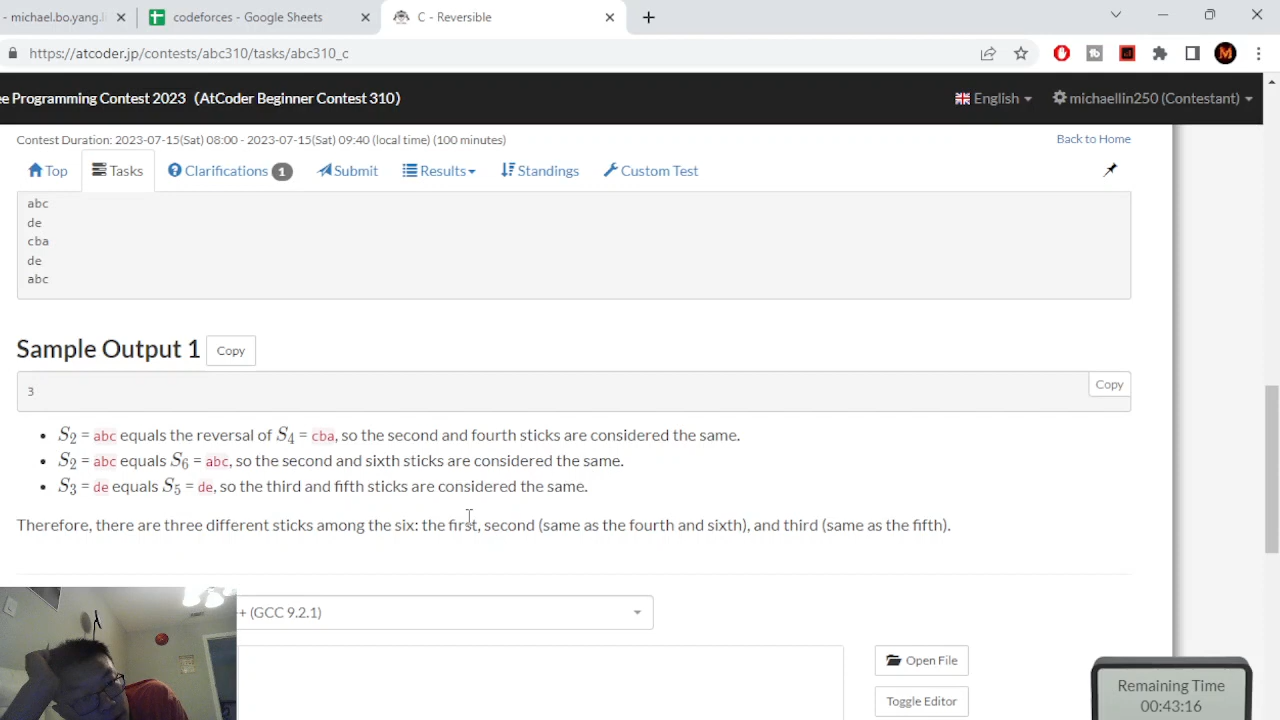 - michael.bo.yang.l
codeforces - Google Sheets
C - Reversible
https://atcoder.jp/contests/abc310/tasks/abc310_c
e Programming Contest 2023 (AtCoder Beginner Contest 310)
English
michaellin250 (Contestant)
Contest Duration: 2023-07-15(Sat) 08:00 - 2023-07-15(Sat) 09:40 (local time) (100 minutes)
Back to Home
Top
Tasks
Clarifications 1
Submit
Results
Standings
Custom Test
abc
de
cba
de
abc
Sample Output 1
Copy
Copy
3
• S2 = abc equals the reversal of S4 = cba, so the second and fourth sticks are considered the same.
• S2 = abc equals S6 = abc, so the second and sixth sticks are considered the same.
• S3 = de equals S5 = de, so the third and fifth sticks are considered the same.
Therefore, there are three different sticks among the six: the first, second (same as the fourth and sixth), and third (same as the fifth).
+ (GCC 9.2.1)
Open File
Toggle Editor
Remaining Time
00:43:16